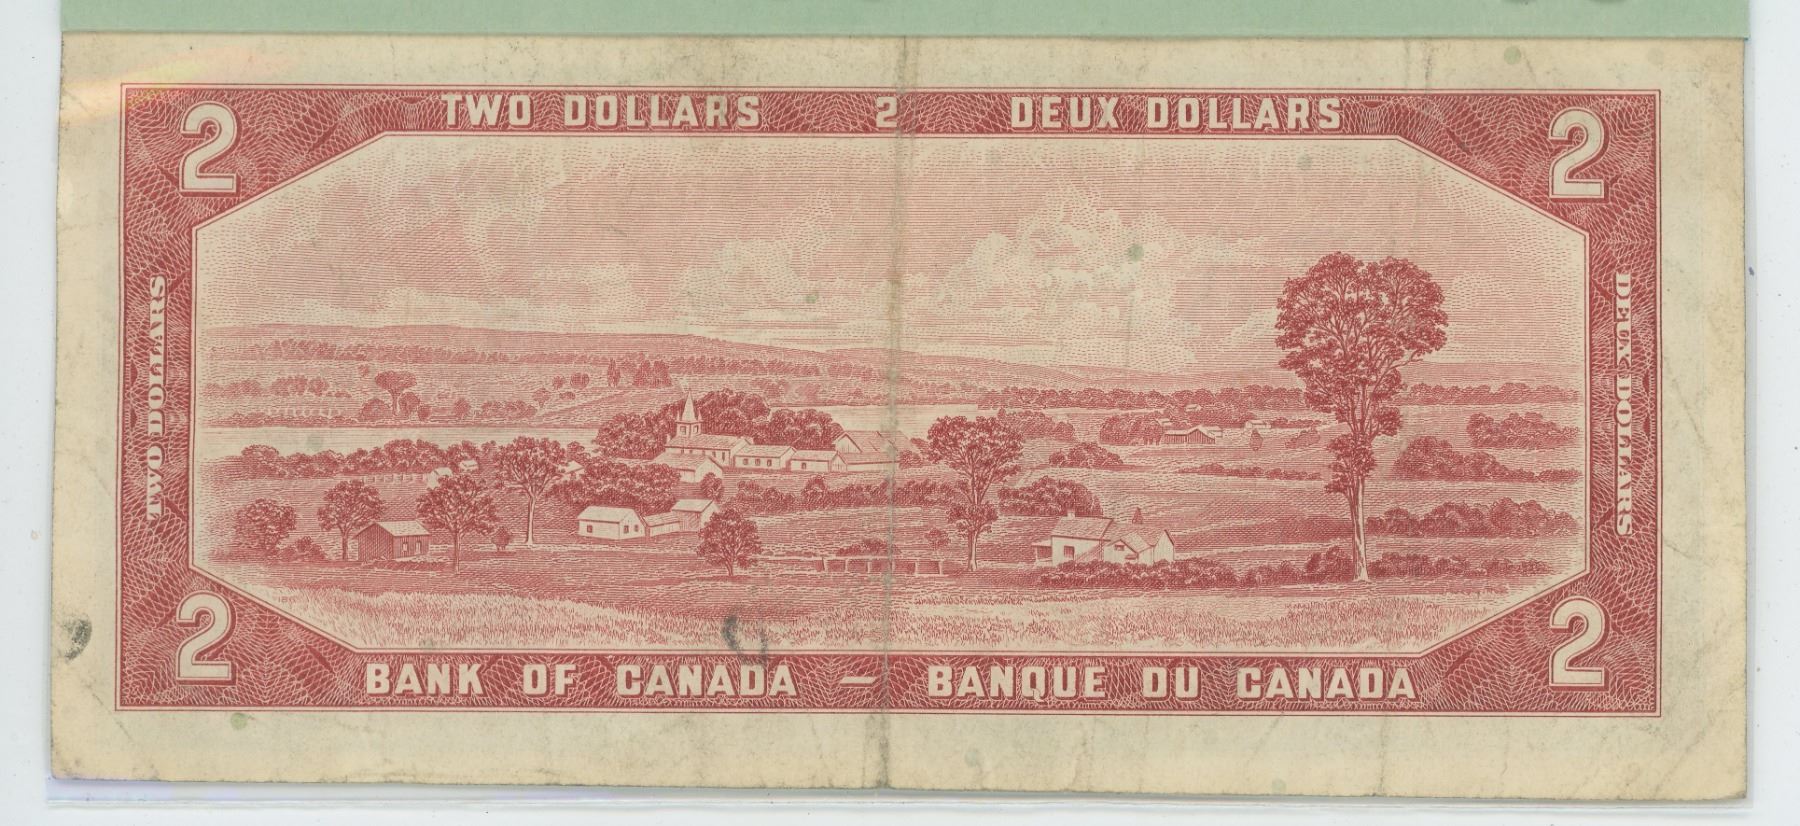 TWO DOLLARS 2 DEUX DOLLARS
2 2
TWO DOLLARS
DEUX DOLLARS
2 2
BANK OF CANADA – BANQUE DU CANADA